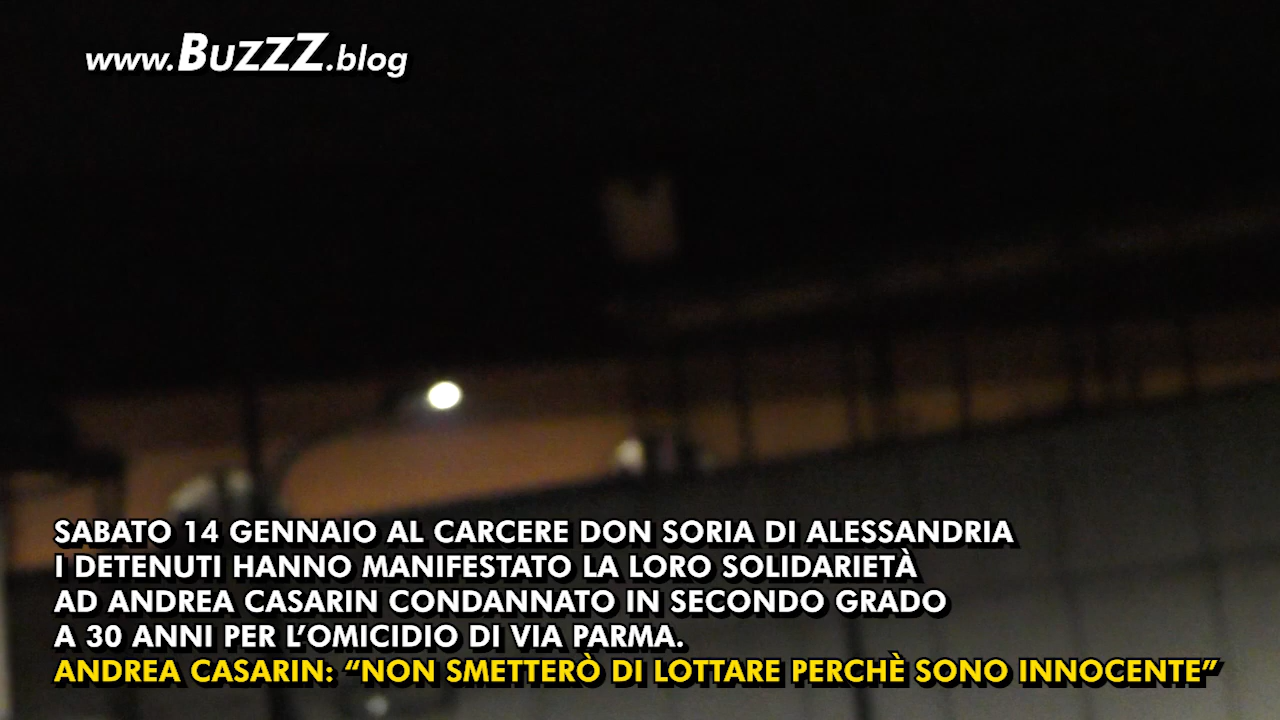 www.BUZZZ.blog
SABATO 14 GENNAIO AL CARCERE DON SORIA DI ALESSANDRIA
I DETENUTI HANNO MANIFESTATO LA LORO SOLIDARIETÀ
AD ANDREA CASARIN CONDANNATO IN SECONDO GRADO
A 30 ANNI PER L’OMICIDIO DI VIA PARMA.
ANDREA CASARIN: “NON SMETTERÒ DI LOTTARE PERCHÈ SONO INNOCENTE”